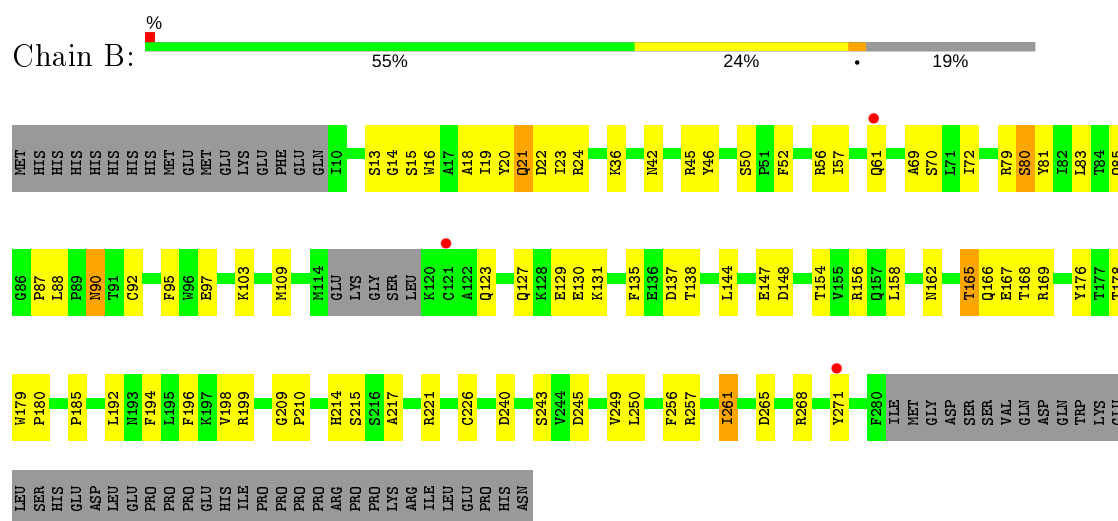 %
Chain B:
55% 24% • 19%
MET HIS HIS HIS HIS HIS HIS HIS HIS MET GLU MET GLU LYS GLU PHE GLU GLN I10 S13 G14 S15 W16 A17 A18 I19 Y20 Q21 D22 I23 R24 K36 N42 R45 Y46 S50 P51 F52 R56 I57 Q61 A69 S70 L71 I72 R79 S80 Y81 I82 L83 T84 Q85
G86 P87 L88 P89 N90 T91 C92 F95 W96 E97 K103 M109 M114 GLU LYS GLY SER LEU K120 C121 A122 Q123 Q127 K128 E129 E130 K131 F135 E136 D137 T138 L144 E147 D148 T154 V155 R156 Q157 L158 N162 T165 Q166 E167 T168 R169 Y176 T177 T178
W179 P180 P185 L192 N193 F194 L195 F196 K197 V198 R199 G209 P210 H214 S215 S216 A217 R221 C226 D240 S243 V244 D245 V249 L250 F256 R257 I261 D265 R268 Y271 F280 ILE MET GLY ASP SER SER VAL GLN ASP GLN TRP LYS GLU
LEU SER HIS GLU ASP LEU GLU PRO PRO PRO GLU HIS ILE PRO PRO PRO PRO ARG PRO PRO LYS ARG ILE LEU GLU PRO HIS ASN